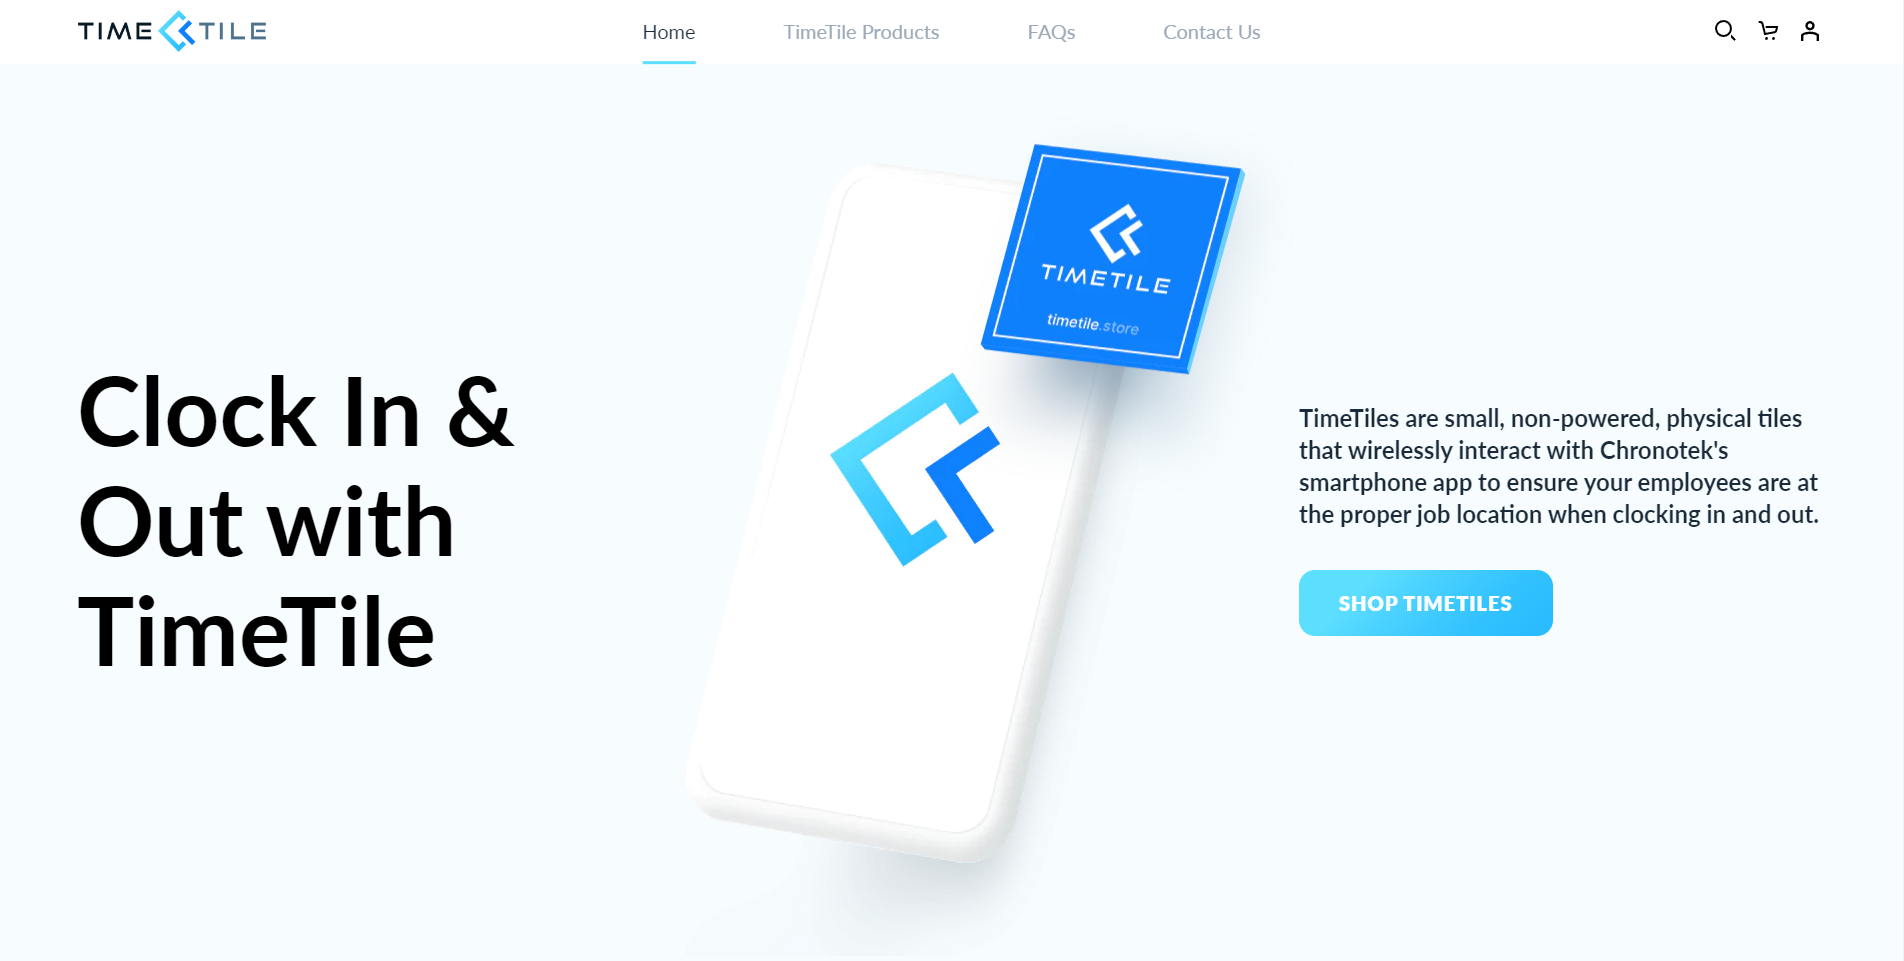 TIME TILE
Home
TimeTile Products
FAQs
Contact Us
Clock In &
Out with
TimeTile
TIMETILE
timetile.store
TimeTiles are small, non-powered, physical tiles
that wirelessly interact with Chronotek's
smartphone app to ensure your employees are at
the proper job location when clocking in and out.
SHOP TIMETILES